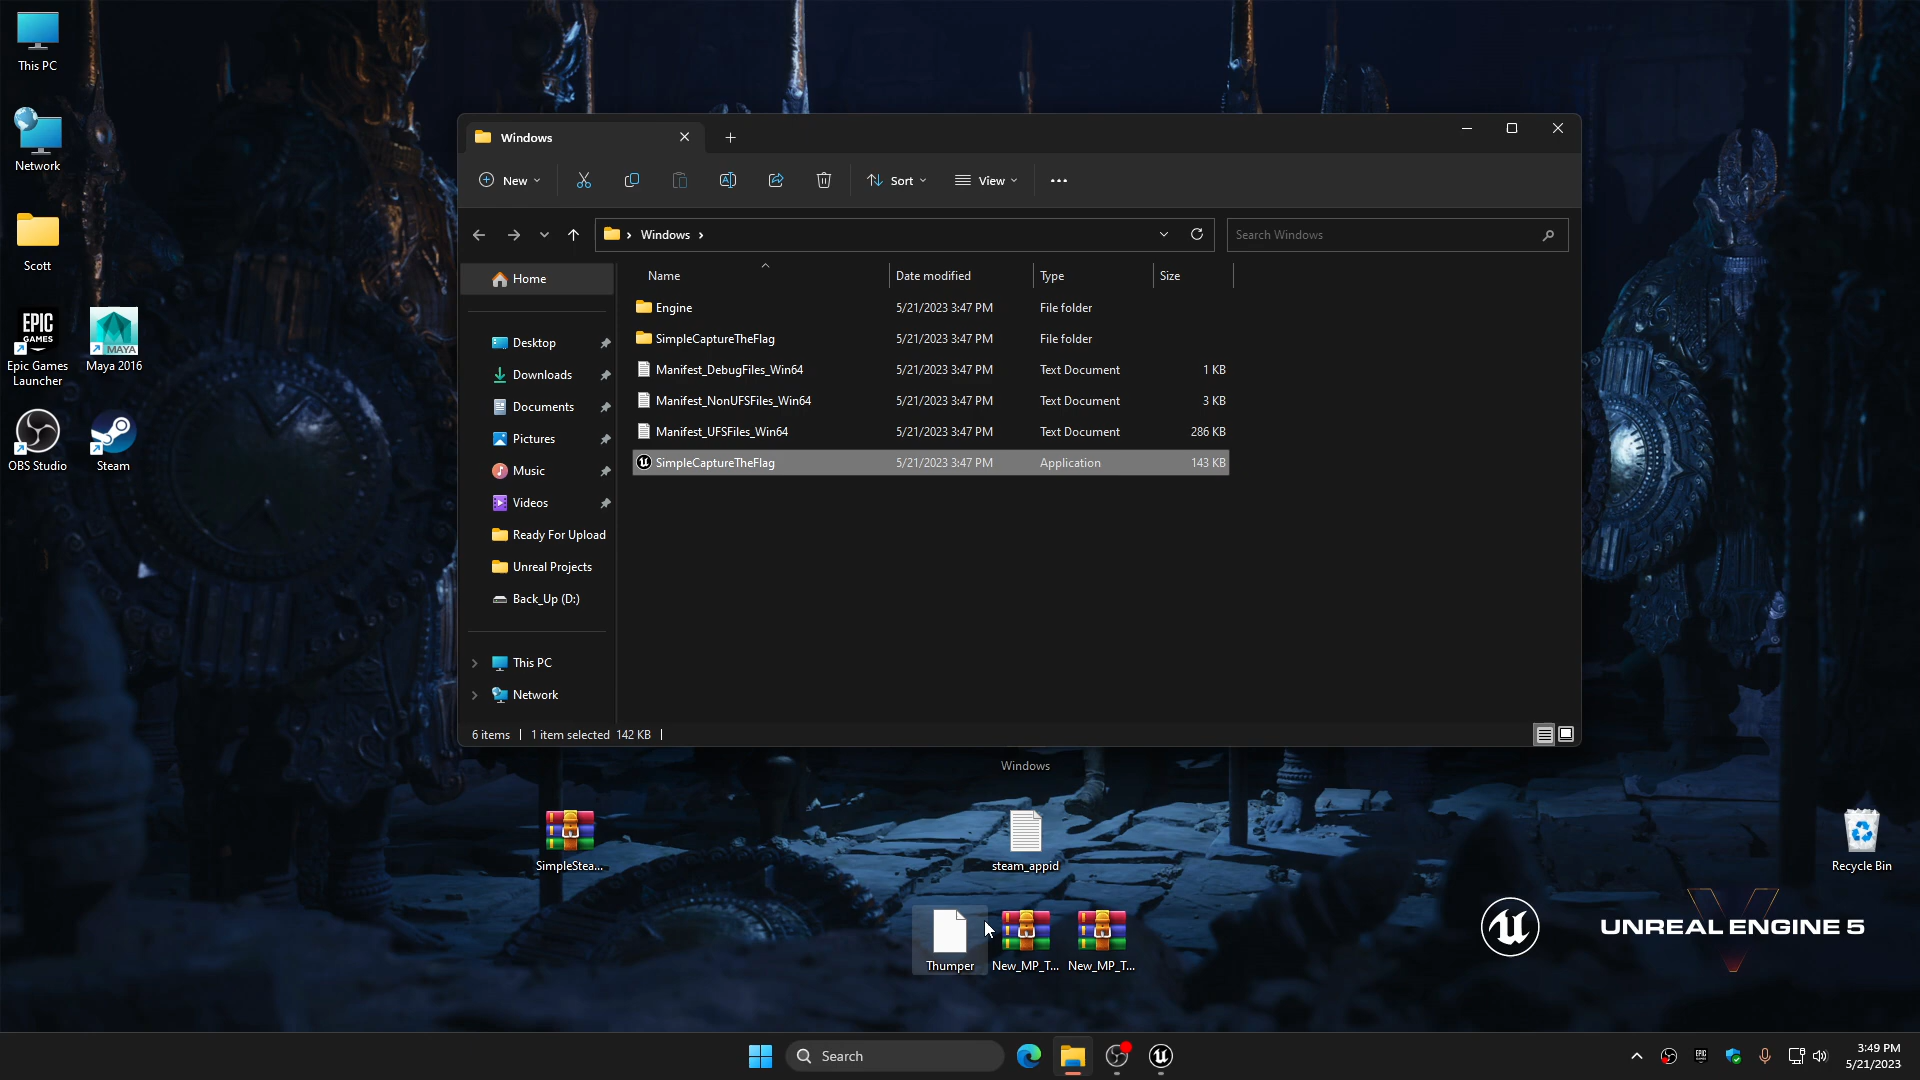 This PC
Network
Scott
EPIC
GAMES
Epic Games
Launcher
MAYA
Maya 2016
OBS Studio
Steam
Windows
New
Sort
View
Windows
Search Windows
Home
Desktop
Downloads
Documents
Pictures
Music
Videos
Ready For Upload
Unreal Projects
Back_Up (D:)
This PC
Network
Name Date modified Type Size
Engine 5/21/2023 3:47 PM File folder
SimpleCaptureTheFlag 5/21/2023 3:47 PM File folder
Manifest_DebugFiles_Win64 5/21/2023 3:47 PM Text Document 1 KB
Manifest_NonUFSFiles_Win64 5/21/2023 3:47 PM Text Document 3 KB
Manifest_UFSFiles_Win64 5/21/2023 3:47 PM Text Document 286 KB
SimpleCaptureTheFlag 5/21/2023 3:47 PM Application 143 KB
6 items 1 item selected 142 KB
Windows
SimpleStea...
steam_appid
Recycle Bin
Thumper
New_MP_T...
New_MP_T...
UNREAL ENGINE 5
Search
3:49 PM
5/21/2023